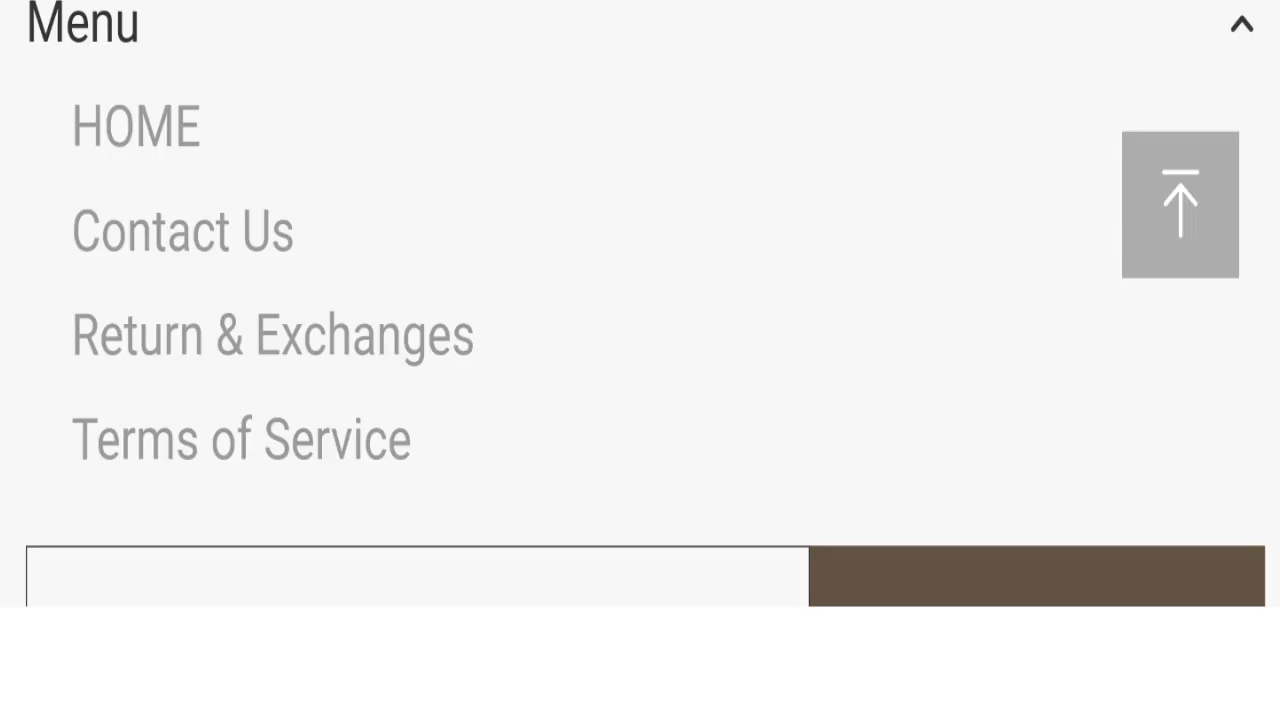 Menu
HOME
Contact Us
Return & Exchanges
Terms of Service